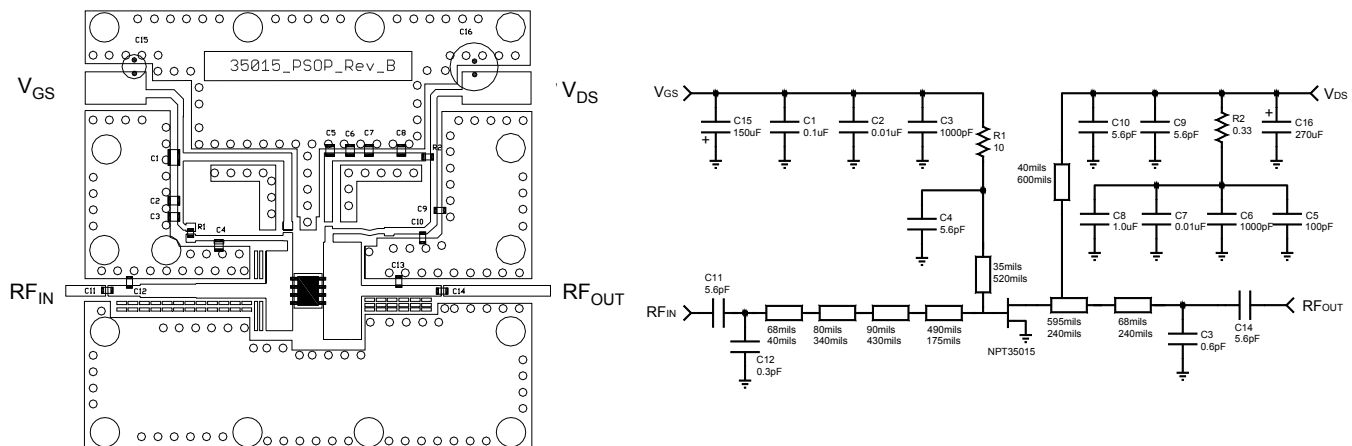 C15
C16
35015_PSOP_Rev_B
VGS
VDS
C5 C6 C7 C8
R2
C1
C2
C3
R1
C4
C9
C10
C13
RFIN
C11
C12
C14
RFOUT
VGS
VDS
C15
150uF
C1
0.1uF
C2
0.01uF
C3
1000pF
R1
10
C10
5.6pF
C9
5.6pF
R2
0.33
C16
270uF
+
+
40mils
600mils
C4
5.6pF
C8
1.0uF
C7
0.01uF
C6
1000pF
C5
100pF
35mils
520mils
C11
5.6pF
RFIN
68mils
40mils
80mils
340mils
90mils
430mils
490mils
175mils
NPT35015
595mils
240mils
68mils
240mils
C14
5.6pF
RFOUT
C12
0.3pF
C3
0.6pF